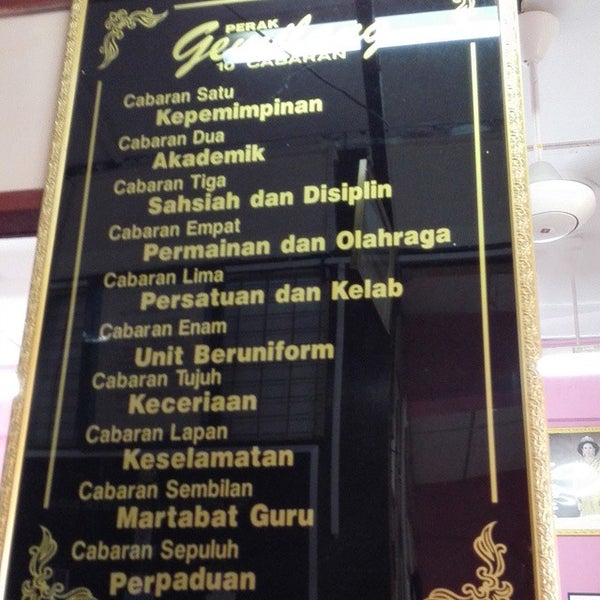 PERAK
10 CABARAN
Cabaran Satu
Kepemimpinan
Cabaran Dua
Akademik
Cabaran Tiga
Sahsiah dan Disiplin
Cabaran Empat
Permainan dan Olahraga
Cabaran Lima
Persatuan dan Kelab
Cabaran Enam
Unit Beruniform
Cabaran Tujuh
Keceriaan
Cabaran Lapan
Keselamatan
Cabaran Sembilan
Martabat Guru
Cabaran Sepuluh
Perpaduan